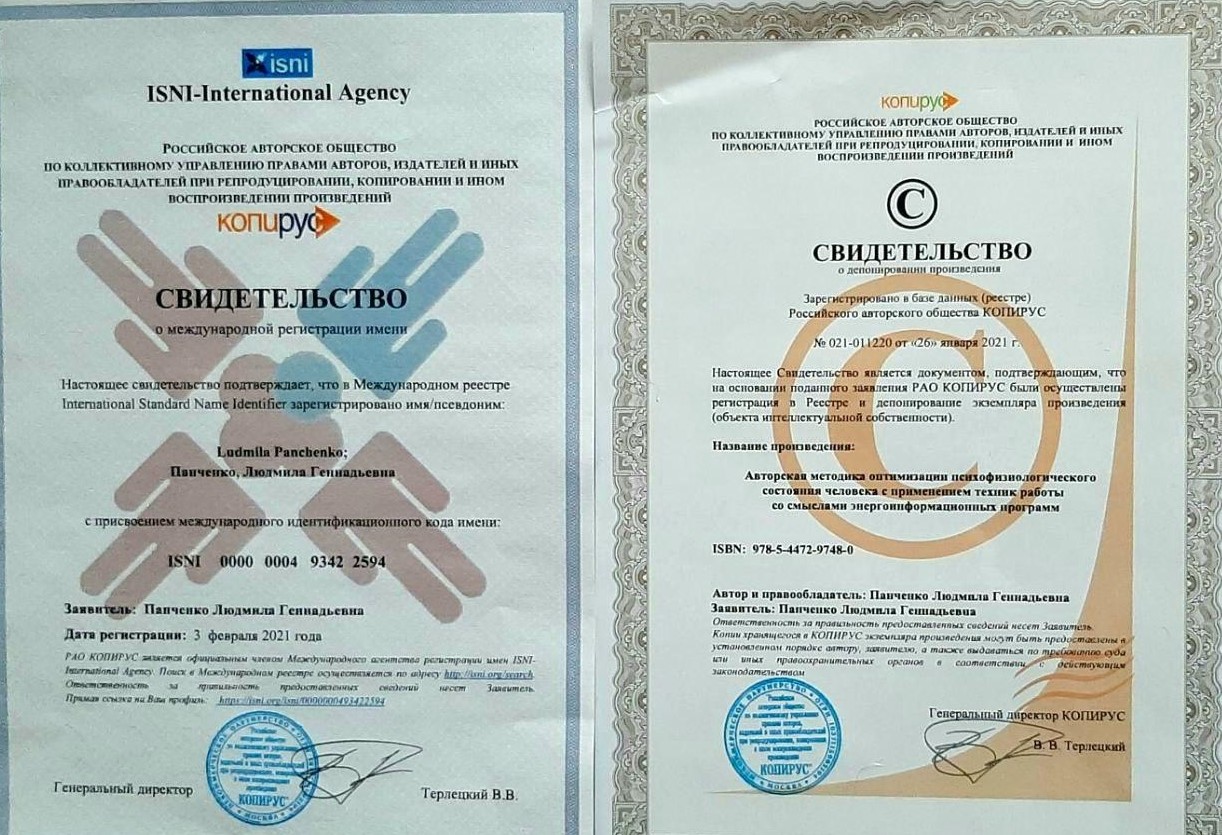 isni
ISNI-International Agency
РОССИЙСКОЕ АВТОРСКОЕ ОБЩЕСТВО
ПО КОЛЛЕКТИВНОМУ УПРАВЛЕНИЮ ПРАВАМИ АВТОРОВ, ИЗДАТЕЛЕЙ И ИНЫХ
ПРАВООБЛАДАТЕЛЕЙ ПРИ РЕПРОДУЦИРОВАНИИ, КОПИРОВАНИИ И ИНОМ
ВОСПРОИЗВЕДЕНИИ ПРОИЗВЕДЕНИЙ
копирус
СВИДЕТЕЛЬСТВО
о международной регистрации имени
Настоящее свидетельство подтверждает, что в Международном реестре
International Standard Name Identifier зарегистрировано имя/псевдоним:
Ludmila Panchenko;
Панченко, Людмила Геннадьевна
с присвоением международного идентификационного кода имени:
ISNI 0000 0004 9342 2594
Заявитель: Панченко Людмила Геннадьевна
Дата регистрации: 3 февраля 2021 года
РАО КОПИРУС является официальным членом Международного агентства регистрации имен ISNI-
International Agency. Поиск в Международном реестре осуществляется по адресу http://isni.org/search.
Ответственность за правильность предоставленных сведений несет Заявитель.
Прямая ссылка на Ваш профиль: https://isni.org/isni/0000000493422594
КОПИРУС
МОСКВА
Генеральный директор
Терлецкий В.В.
копирус
РОССИЙСКОЕ АВТОРСКОЕ ОБЩЕСТВО
ПО КОЛЛЕКТИВНОМУ УПРАВЛЕНИЮ ПРАВАМИ АВТОРОВ, ИЗДАТЕЛЕЙ И ИНЫХ
ПРАВООБЛАДАТЕЛЕЙ ПРИ РЕПРОДУЦИРОВАНИИ, КОПИРОВАНИИ И ИНОМ
ВОСПРОИЗВЕДЕНИИ ПРОИЗВЕДЕНИЙ
©
СВИДЕТЕЛЬСТВО
о депонировании произведения
Зарегистрировано в базе данных (реестре)
Российского авторского общества КОПИРУС
№ 021-011220 от «26» января 2021 г.
Настоящее Свидетельство является документом, подтверждающим, что
на основании поданного заявления РАО КОПИРУС были осуществлены
регистрация в Реестре и депонирование экземпляра произведения
(объекта интеллектуальной собственности).
Название произведения:
Авторская методика оптимизации психофизиологического
состояния человека с применением техник работы
со смыслами энергоинформационных программ
ISBN: 978-5-4472-9748-0
Автор и правообладатель: Панченко Людмила Геннадьевна
Заявитель: Панченко Людмила Геннадьевна
Ответственность за правильность предоставленных сведений несет Заявитель.
Копии хранящегося в КОПИРУС экземпляра произведения могут быть предоставлены в
установленном порядке автору, заявителю, а также выдаваться по требованию суда
или иных правоохранительных органов в соответствии с действующим
законодательством
КОПИРУС
МОСКВА
Генеральный директор КОПИРУС
В. В. Терлецкий